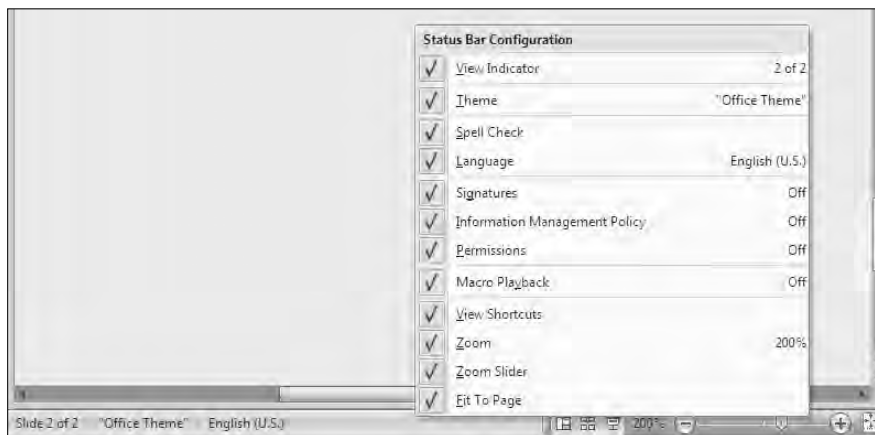 Status Bar Configuration
View Indicator 2 of 2
Theme "Office Theme"
Spell Check
Language English (U.S.)
Signatures Off
Information Management Policy Off
Permissions Off
Macro Playback Off
View Shortcuts
Zoom 200%
Zoom Slider
Fit To Page
Slide 2 of 2 "Office Theme" English (U.S.) 200%